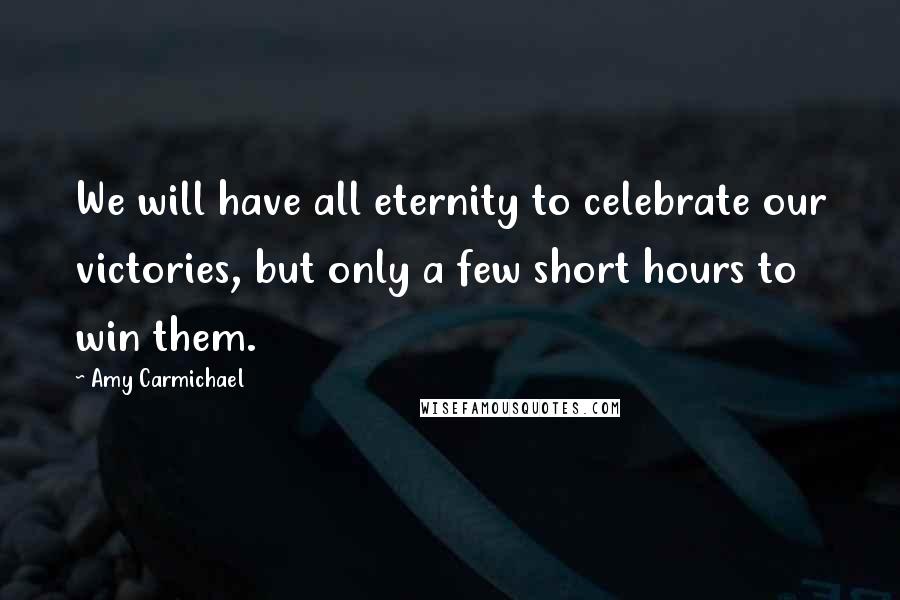 We will have all eternity to celebrate our
victories, but only a few short hours to
win them.
~ Amy Carmichael
WISEFAMOUSQUOTES.COM